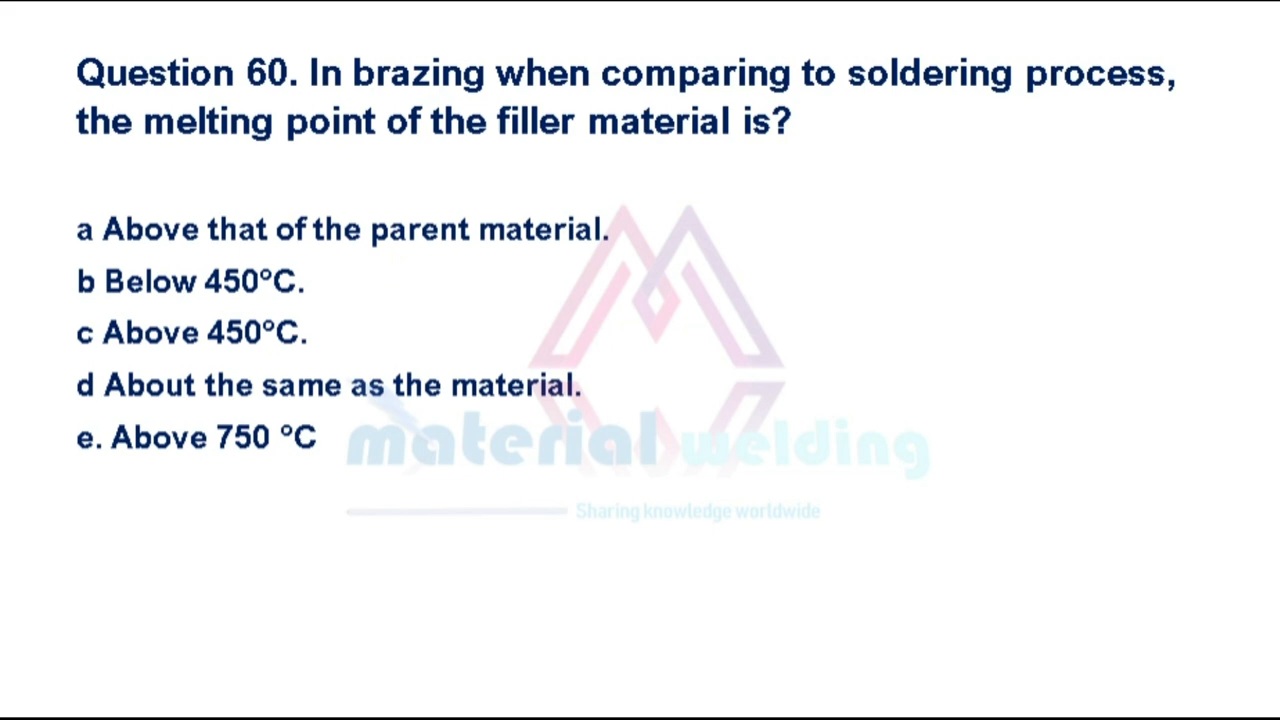 Question 60. In brazing when comparing to soldering process,
the melting point of the filler material is?
a Above that of the parent material.
b Below 450°C.
c Above 450°C.
d About the same as the material.
e. Above 750 °C
material welding
Sharing knowledge worldwide